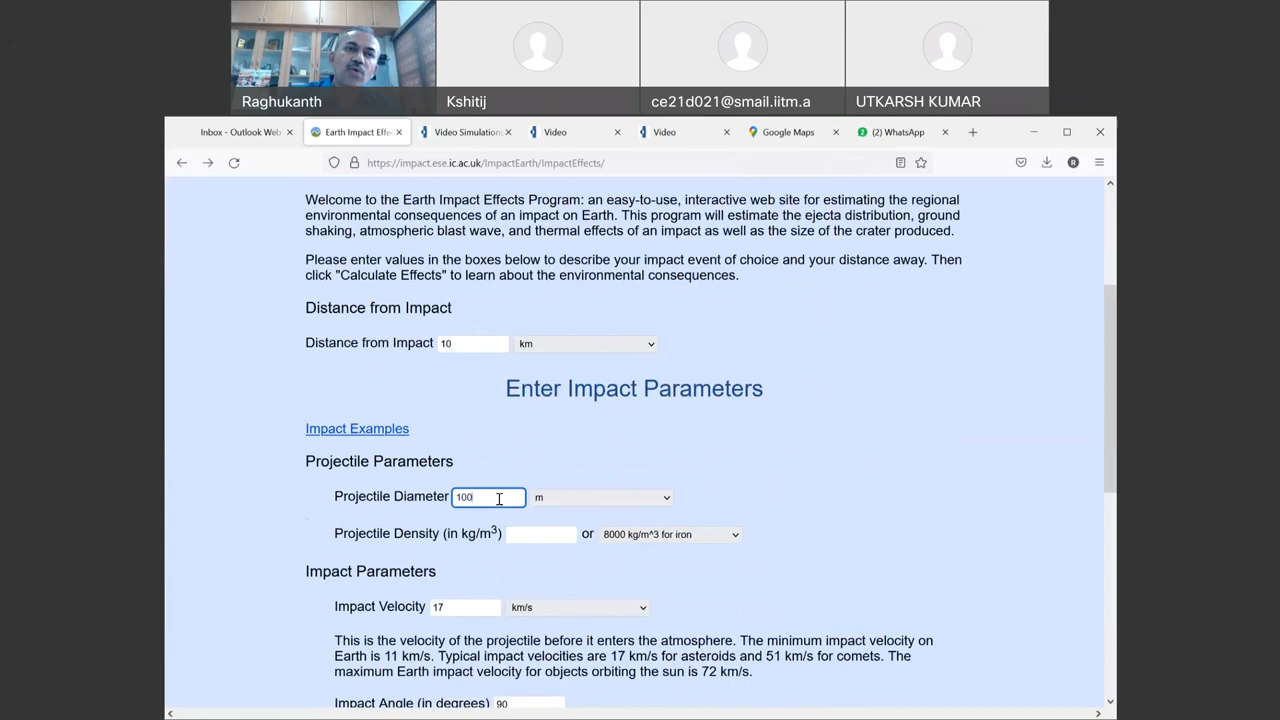 Raghukanth
Kshitij
ce21d021@smail.iitm.a
UTKARSH KUMAR
Inbox - Outlook Web
Earth Impact Effe
Video Simulation
Video
Video
Google Maps
(2) WhatsApp
https://impact.ese.ic.ac.uk/ImpactEarth/ImpactEffects/
Welcome to the Earth Impact Effects Program: an easy-to-use, interactive web site for estimating the regional
environmental consequences of an impact on Earth. This program will estimate the ejecta distribution, ground
shaking, atmospheric blast wave, and thermal effects of an impact as well as the size of the crater produced.
Please enter values in the boxes below to describe your impact event of choice and your distance away. Then
click "Calculate Effects" to learn about the environmental consequences.
Distance from Impact
Distance from Impact 10 km
Enter Impact Parameters
Impact Examples
Projectile Parameters
Projectile Diameter 100 m
Projectile Density (in kg/m3) or 8000 kg/m^3 for iron
Impact Parameters
Impact Velocity 17 km/s
This is the velocity of the projectile before it enters the atmosphere. The minimum impact velocity on
Earth is 11 km/s. Typical impact velocities are 17 km/s for asteroids and 51 km/s for comets. The
maximum Earth impact velocity for objects orbiting the sun is 72 km/s.
Impact Angle (in degrees) 90